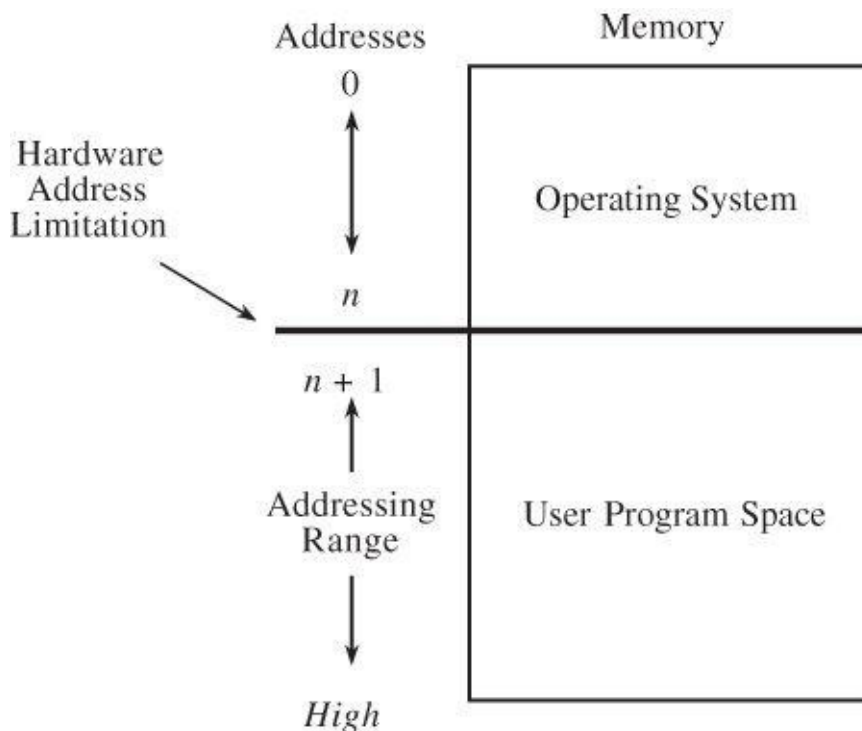 Addresses
Memory
0
Hardware
Address
Limitation
Operating System
n
n + 1
Addressing
Range
User Program Space
High